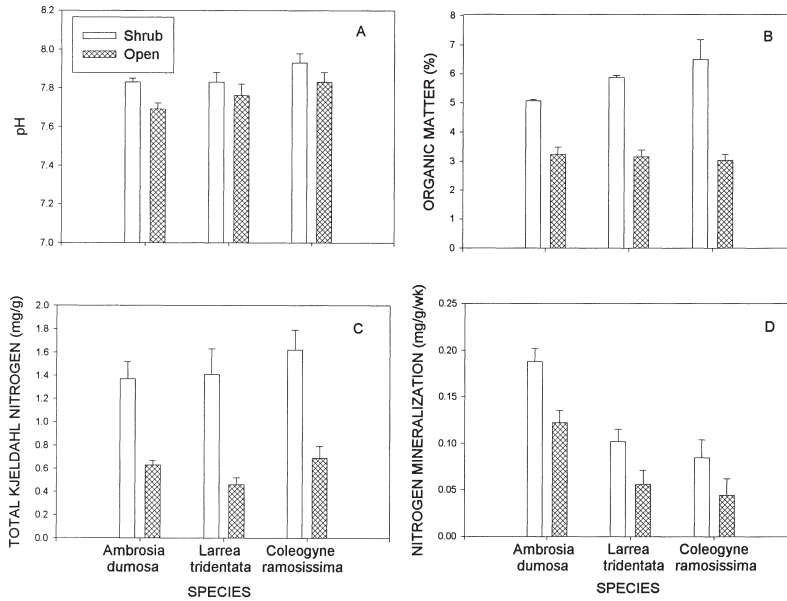 A
Shrub
Open
8.2
8.0
7.8
7.6
7.4
7.2
7.0
pH
B
8
7
6
5
4
3
2
1
0
ORGANIC MATTER (%)
C
2.0
1.8
1.6
1.4
1.2
1.0
0.8
0.6
0.4
0.2
0.0
TOTAL KJELDAHL NITROGEN (mg/g)
Ambrosia
dumosa
Larrea
tridentata
Coleogyne
ramosissima
SPECIES
D
0.25
0.20
0.15
0.10
0.05
0.00
NITROGEN MINERALIZATION (mg/g/wk)
Ambrosia
dumosa
Larrea
tridentata
Coleogyne
ramosissima
SPECIES